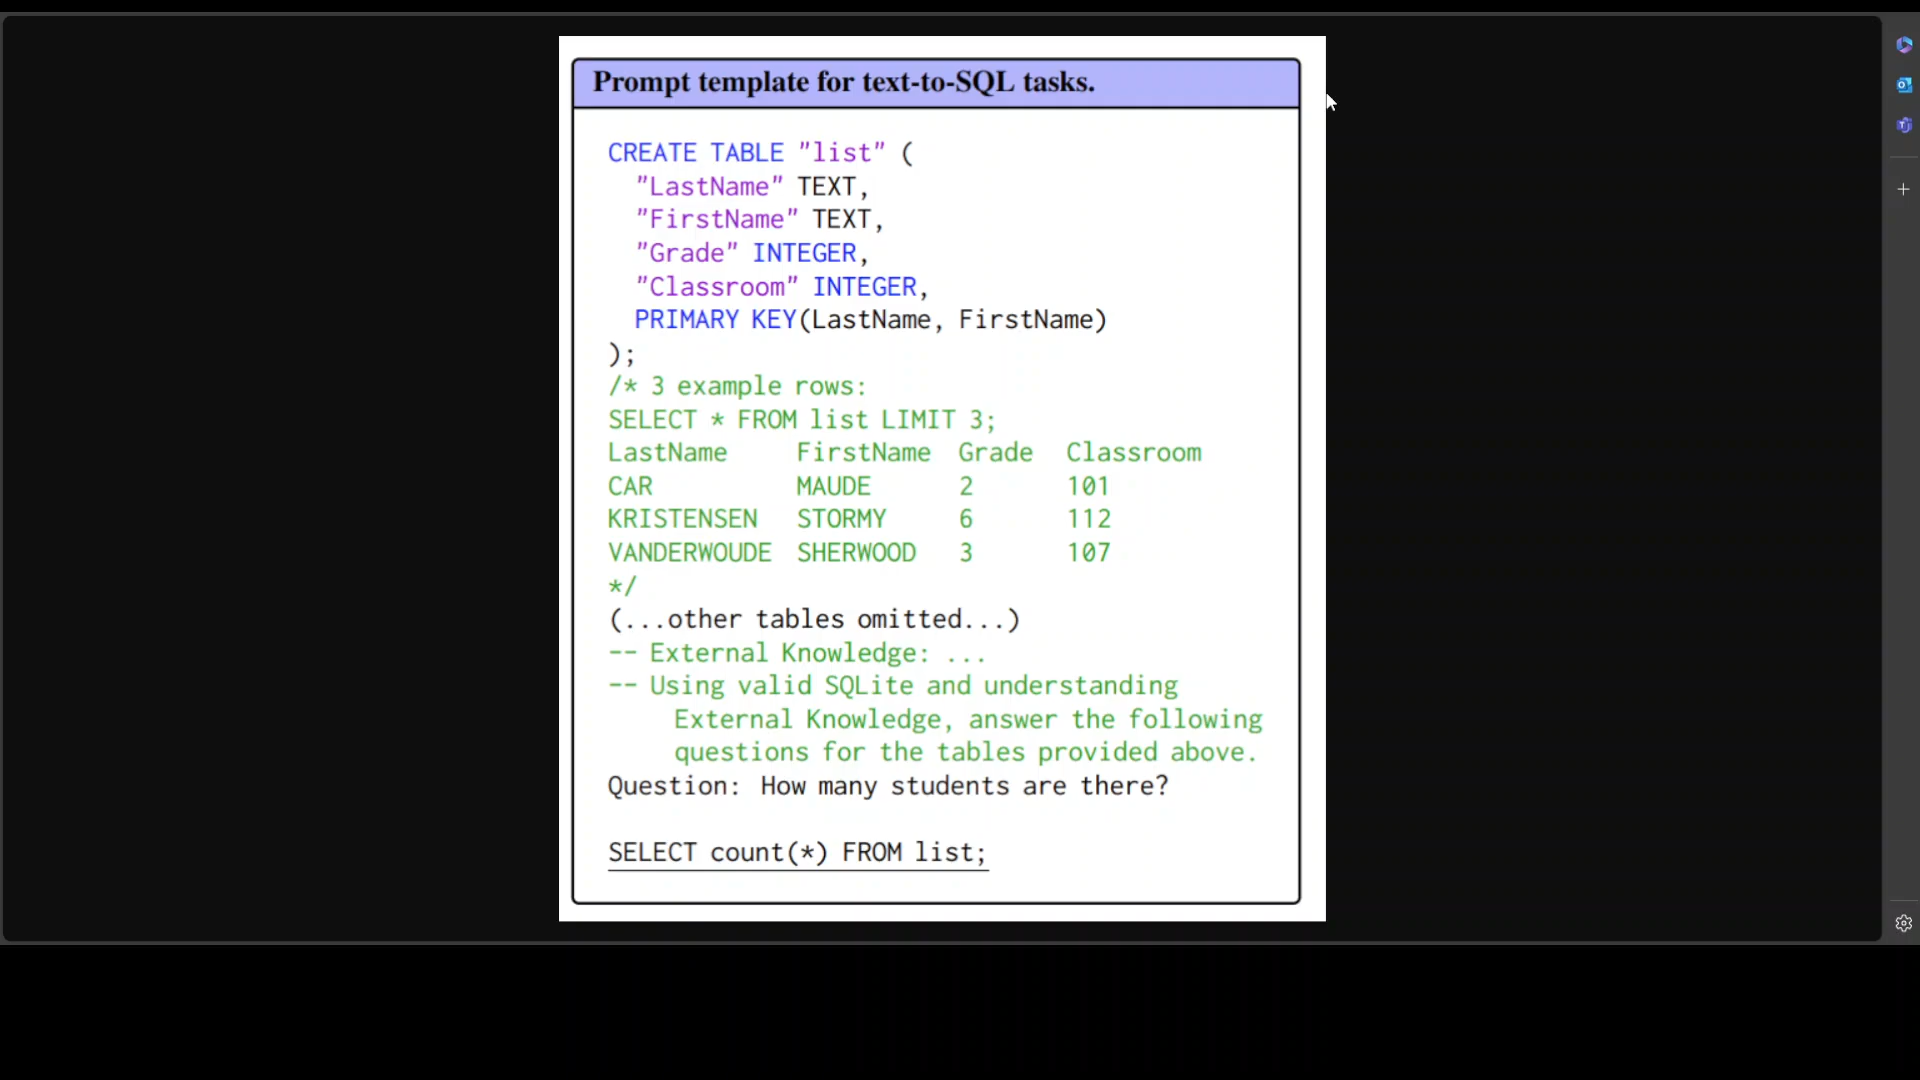 Prompt template for text-to-SQL tasks.
CREATE TABLE "list" (
"LastName" TEXT,
"FirstName" TEXT,
"Grade" INTEGER,
"Classroom" INTEGER,
PRIMARY KEY(LastName, FirstName)
);
/* 3 example rows:
SELECT * FROM list LIMIT 3;
LastName FirstName Grade Classroom
CAR MAUDE 2 101
KRISTENSEN STORMY 6 112
VANDERWOUDE SHERWOOD 3 107
*/
(...other tables omitted...)
-- External Knowledge: ...
-- Using valid SQLite and understanding
External Knowledge, answer the following
questions for the tables provided above.
Question: How many students are there?
SELECT count(*) FROM list;